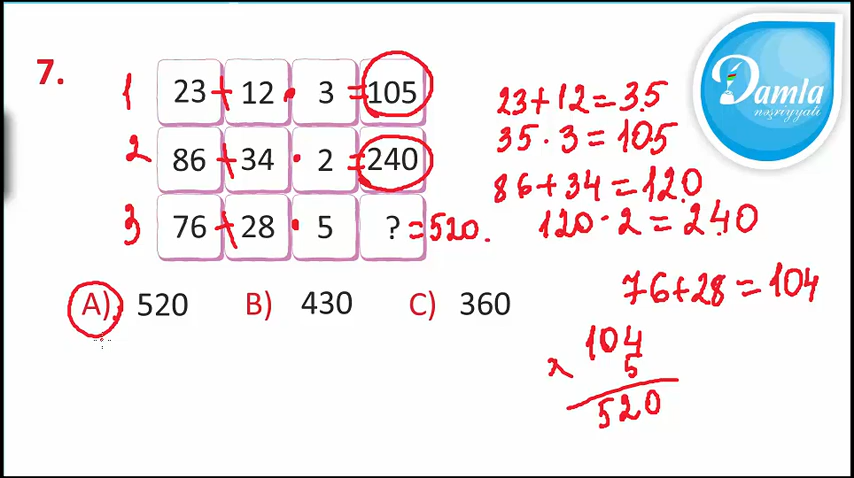 7.
1 23 + 12 · 3 = 105
2 86 + 34 · 2 = 240
3 76 + 28 · 5 ? = 520.
A) 520 B) 430 C) 360
Damla
nəşriyyatı
23+12=35
35·3=105
86+34=120
120·2=240
76+28=104
104
x 5
520